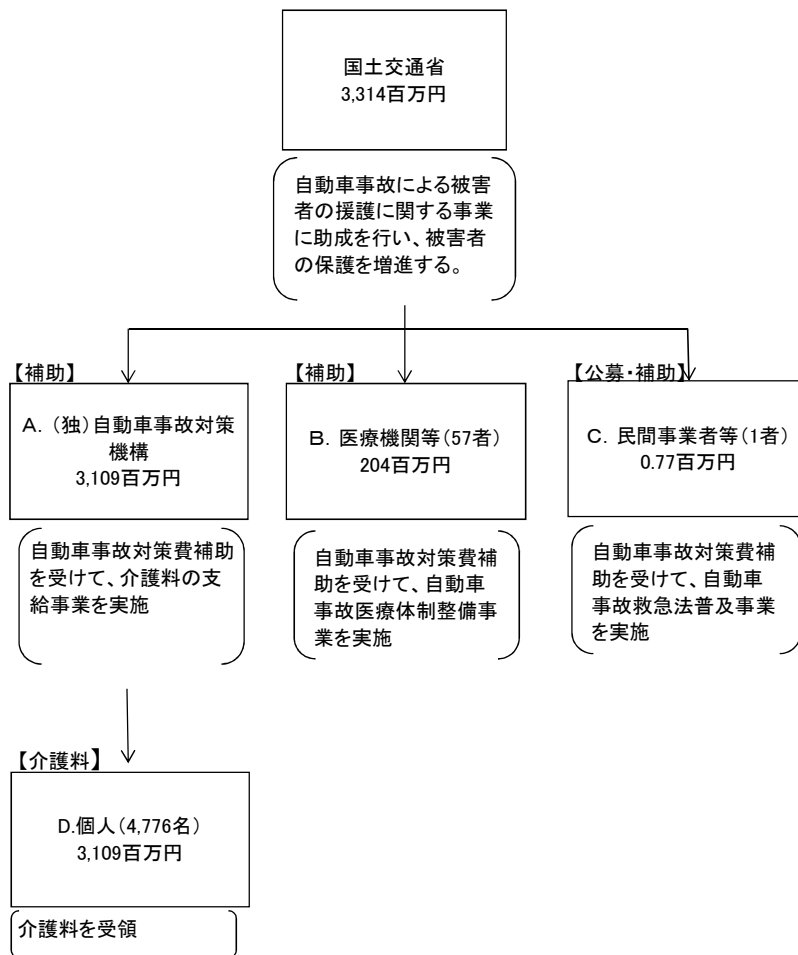 国土交通省
3,314百万円
自動車事故による被害
者の援護に関する事業
に助成を行い、被害者
の保護を増進する。
【補助】
A. （独）自動車事故対策
機構
3,109百万円
自動車事故対策費補助
を受けて、介護料の支
給事業を実施
【補助】
B. 医療機関等（57者）
204百万円
自動車事故対策費補
助を受けて、自動車
事故医療体制整備事
業を実施
【公募・補助】
C. 民間事業者等（1者）
0.77百万円
自動車事故対策費補
助を受けて、自動車
事故救急法普及事業
を実施
【介護料】
D.個人（4,776名）
3,109百万円
介護料を受領